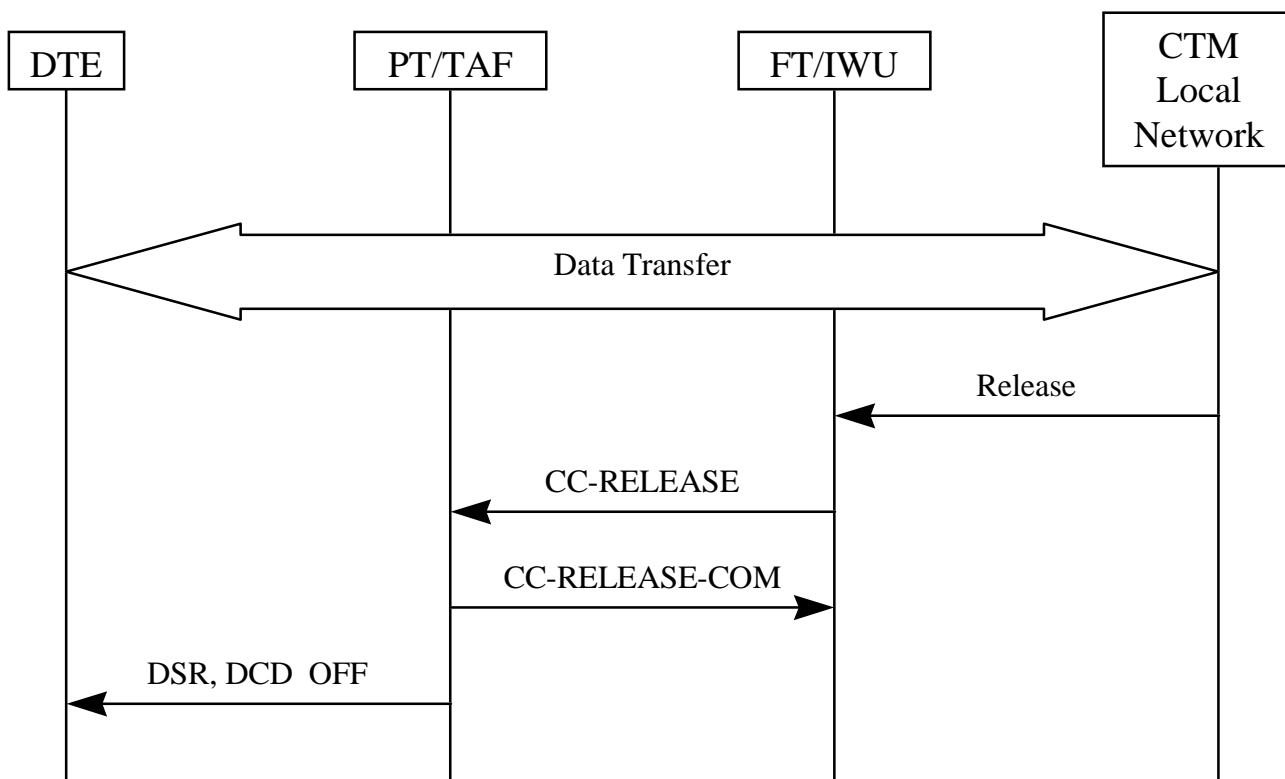 DTE
PT/TAF
FT/IWU
CTM
Local
Network
Data Transfer
Release
CC-RELEASE
CC-RELEASE-COM
DSR, DCD OFF